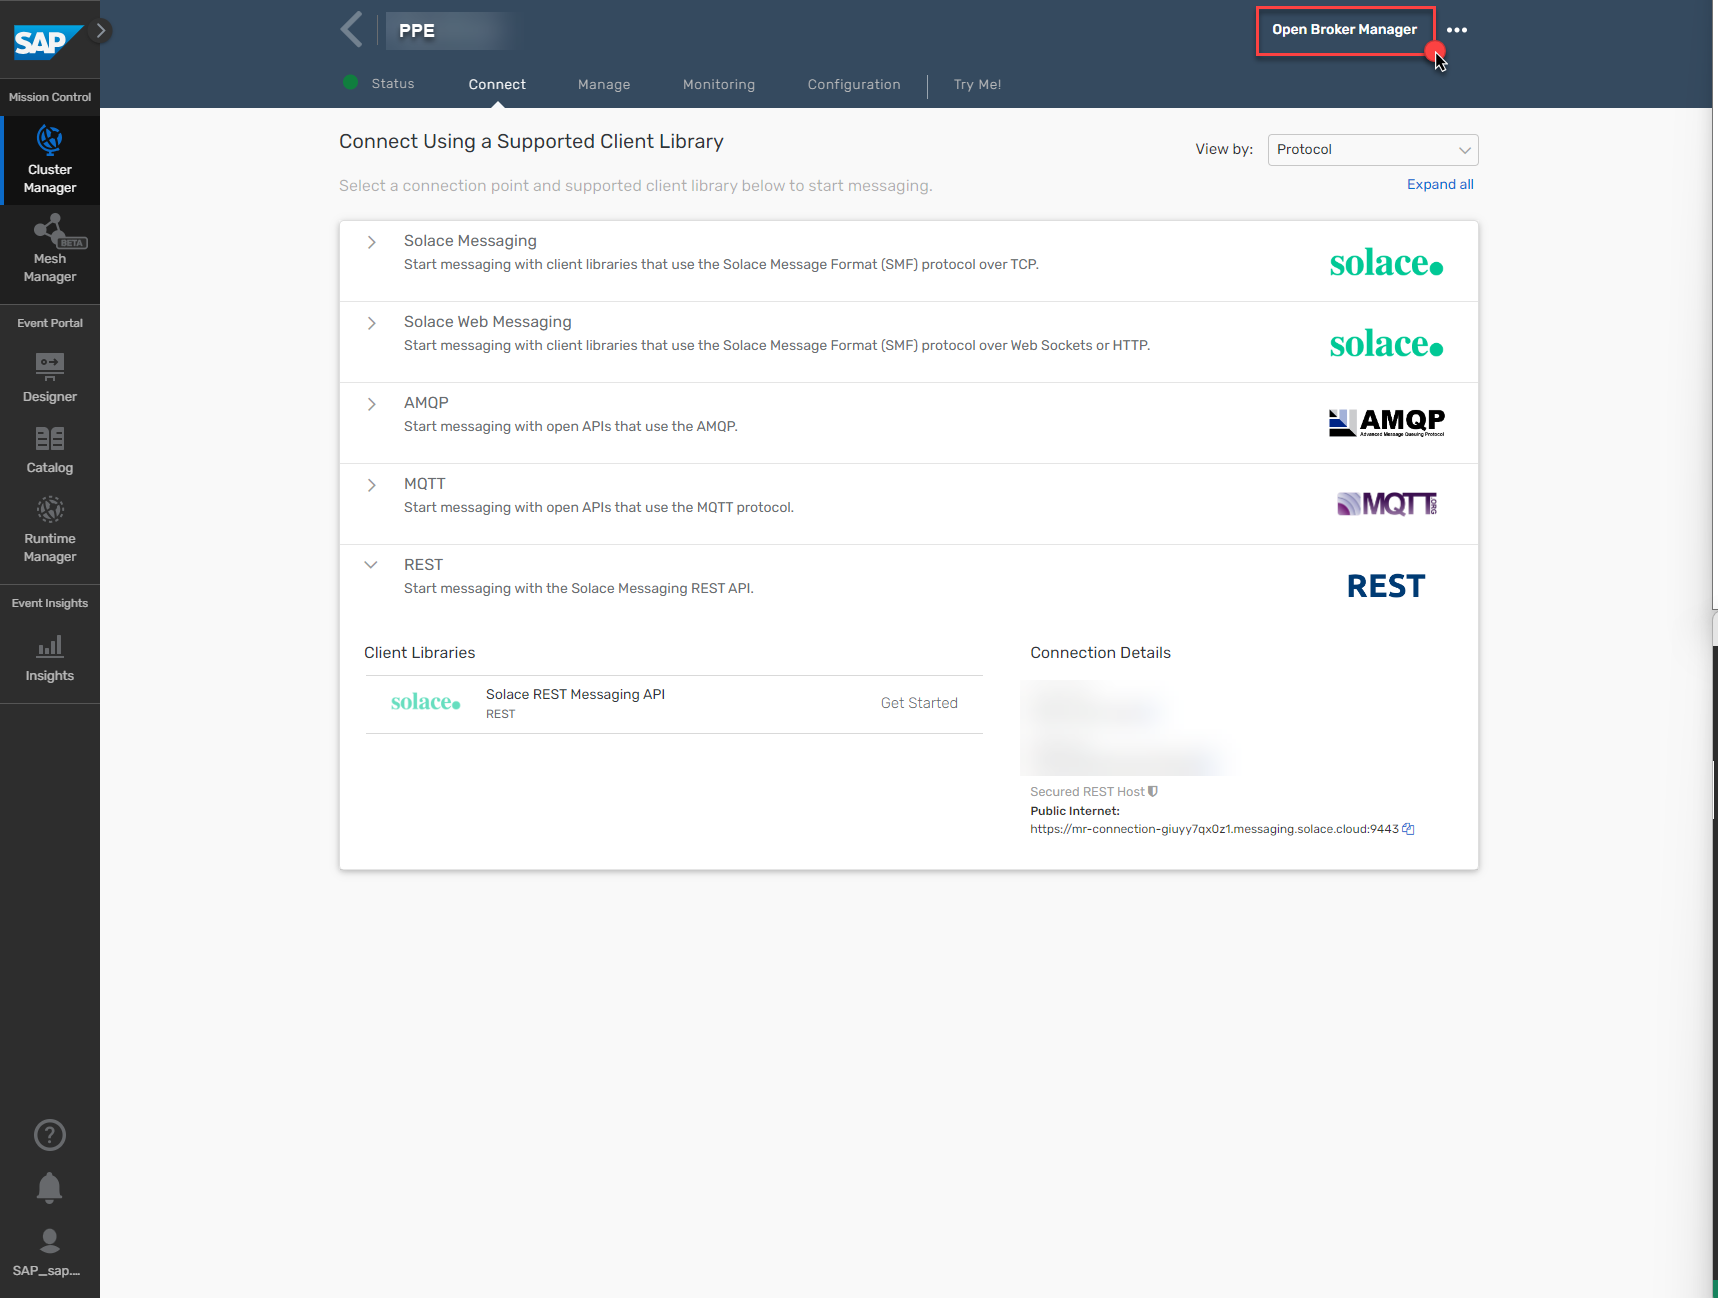 SAP
Mission Control
Cluster
Manager
BETA
Mesh
Manager
Event Portal
Designer
Catalog
Runtime
Manager
Event Insights
Insights
SAP_sap....
PPE
Open Broker Manager
Status
Connect
Manage
Monitoring
Configuration
Try Me!
Connect Using a Supported Client Library
View by:
Protocol
Select a connection point and supported client library below to start messaging.
Expand all
Solace Messaging
Start messaging with client libraries that use the Solace Message Format (SMF) protocol over TCP.
solace.
Solace Web Messaging
Start messaging with client libraries that use the Solace Message Format (SMF) protocol over Web Sockets or HTTP.
solace.
AMQP
Start messaging with open APIs that use the AMQP.
AMQP
Advanced Message Queuing Protocol
MQTT
Start messaging with open APIs that use the MQTT protocol.
MQTT.ORG
REST
Start messaging with the Solace Messaging REST API.
REST
Client Libraries
solace.
Solace REST Messaging API
REST
Get Started
Connection Details
Secured REST Host
Public Internet:
https://mr-connection-giuyy7qx0z1.messaging.solace.cloud:9443